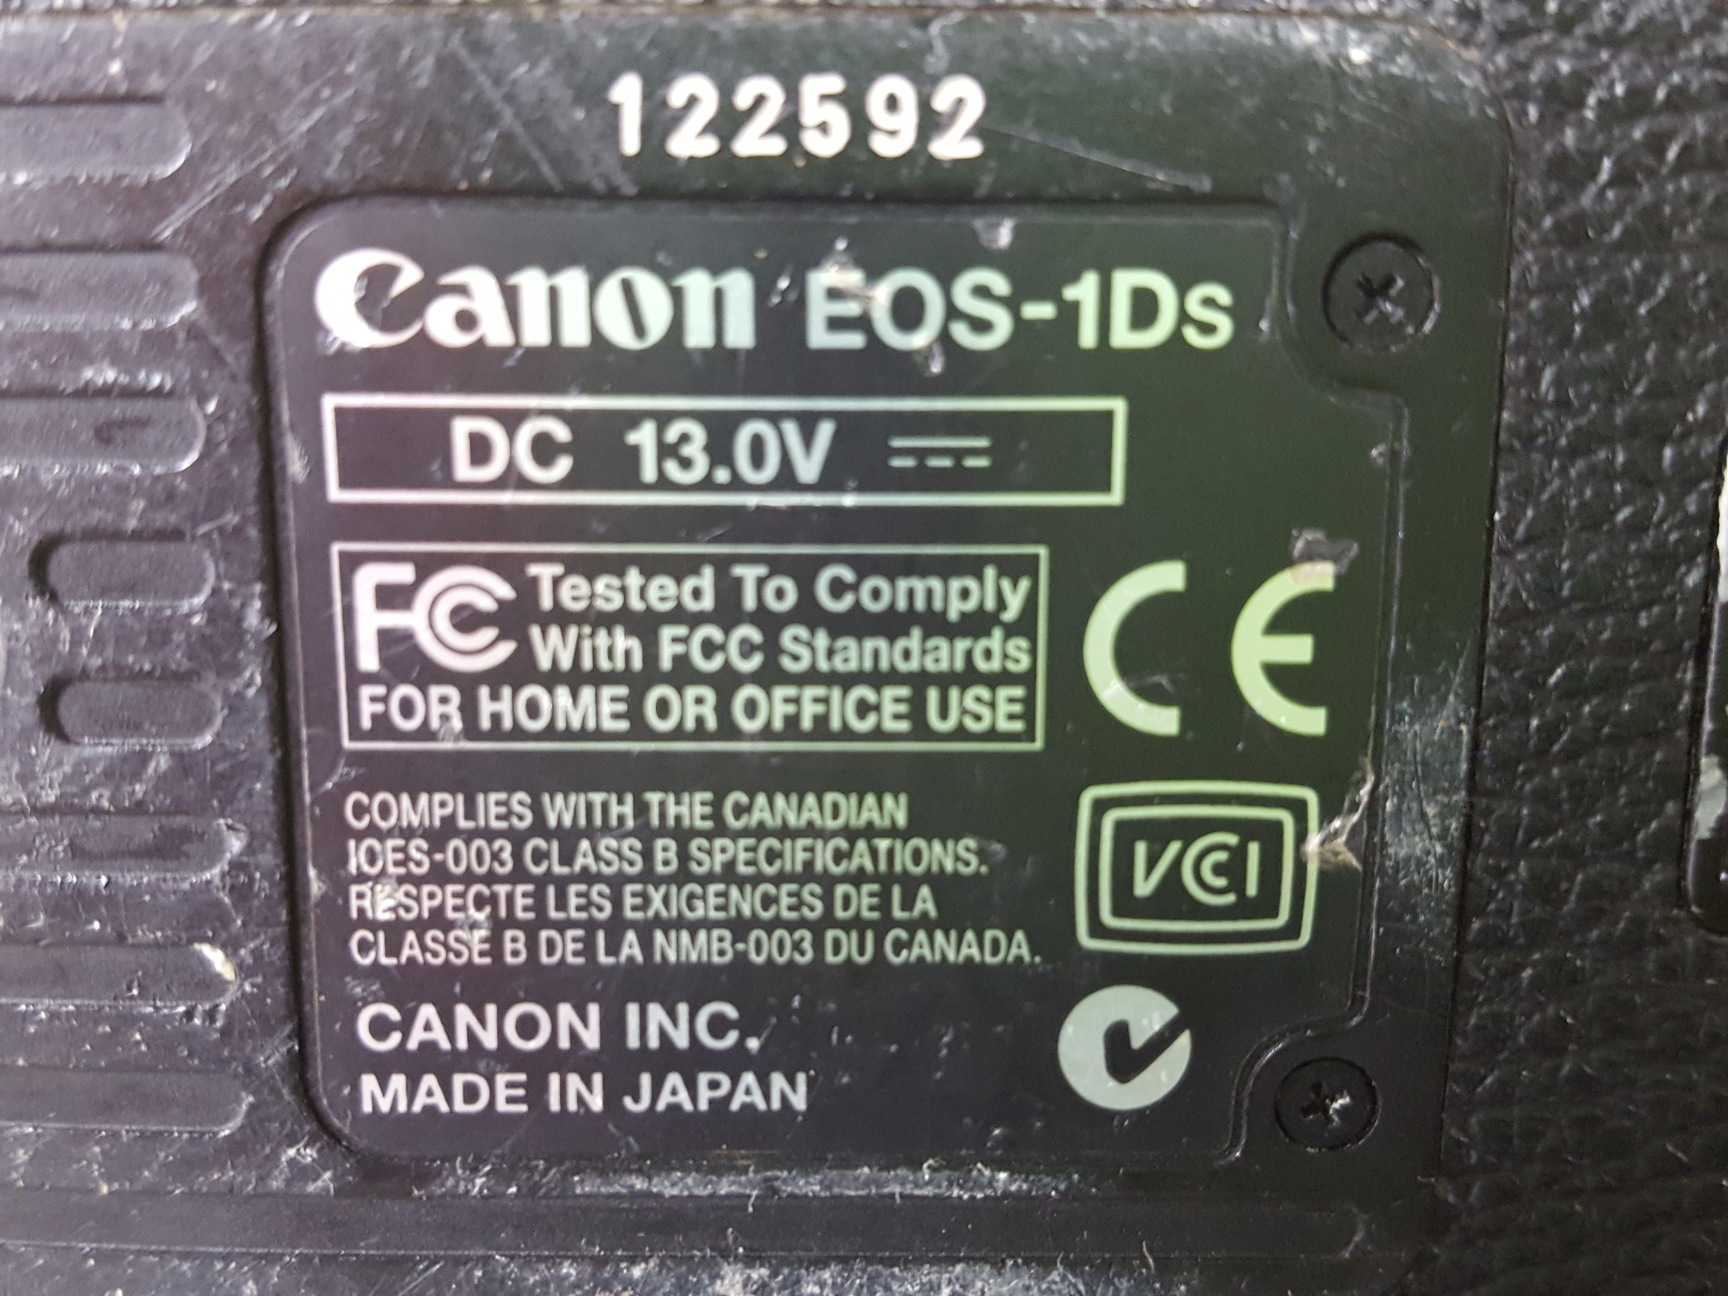 122592
Canon EOS-1Ds
DC 13.0V
FC Tested To Comply
With FCC Standards
FOR HOME OR OFFICE USE
CE
COMPLIES WITH THE CANADIAN
ICES-003 CLASS B SPECIFICATIONS.
RESPECTE LES EXIGENCES DE LA
CLASSE B DE LA NMB-003 DU CANADA.
VCCI
CANON INC.
MADE IN JAPAN